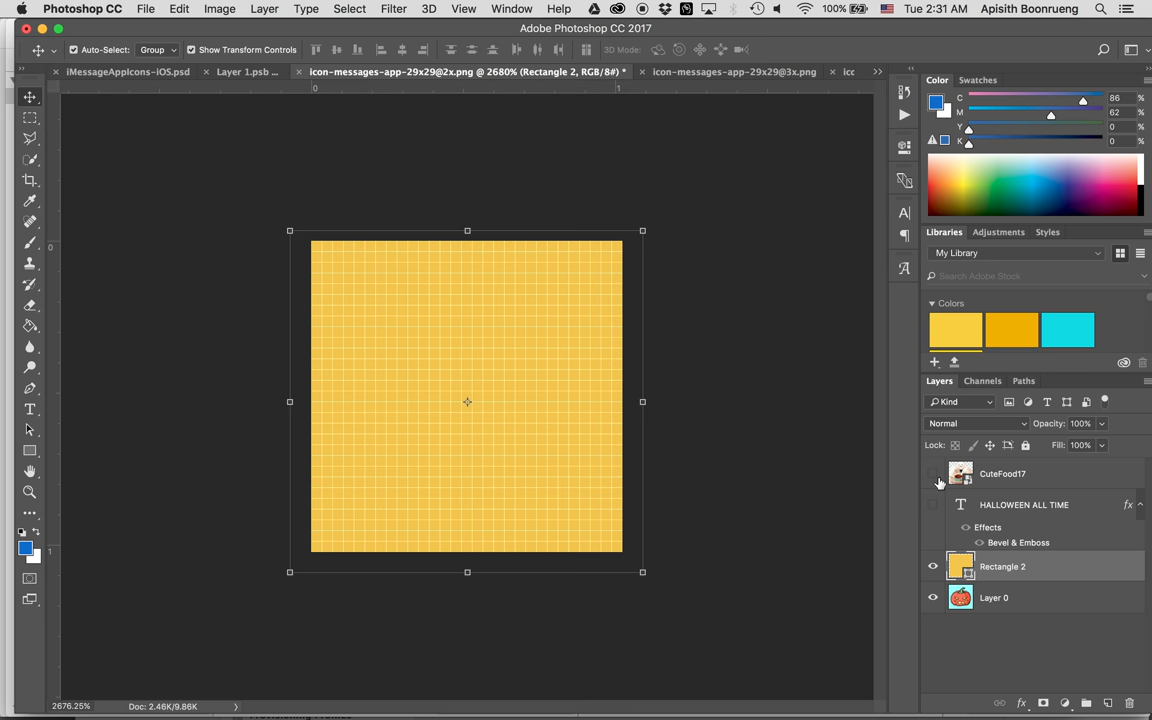 Photoshop CC File Edit Image Layer Type Select Filter 3D View Window Help 100% Tue 2:31 AM Apisith Boonrueng
Adobe Photoshop CC 2017
Auto-Select: Group Show Transform Controls 3D Mode:
iMessageAppIcons-iOS.psd Layer 1.psb ... icon-messages-app-29x29@2x.png @ 2680% (Rectangle 2, RGB/8#) * icon-messages-app-29x29@3x.png icc
0 1
0
1
Color Swatches
C 86 %
M 62 %
Y 0 %
K 0 %
Libraries Adjustments Styles
My Library
Search Adobe Stock
Colors
Layers Channels Paths
Kind
Normal Opacity: 100%
Lock: Fill: 100%
CuteFood17
T HALLOWEEN ALL TIME fx
Effects
Bevel & Emboss
Rectangle 2
Layer 0
2676.25% Doc: 2.46K/9.86K